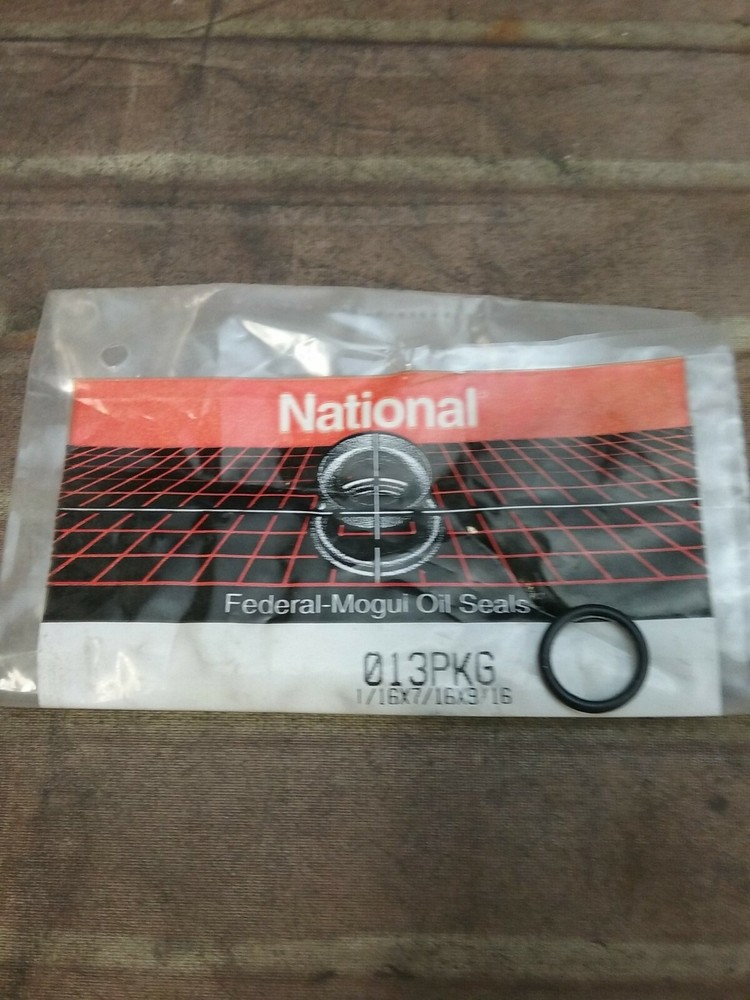 National
Federal-Mogul Oil Seals
013PKG
1/16X7/16X9/16